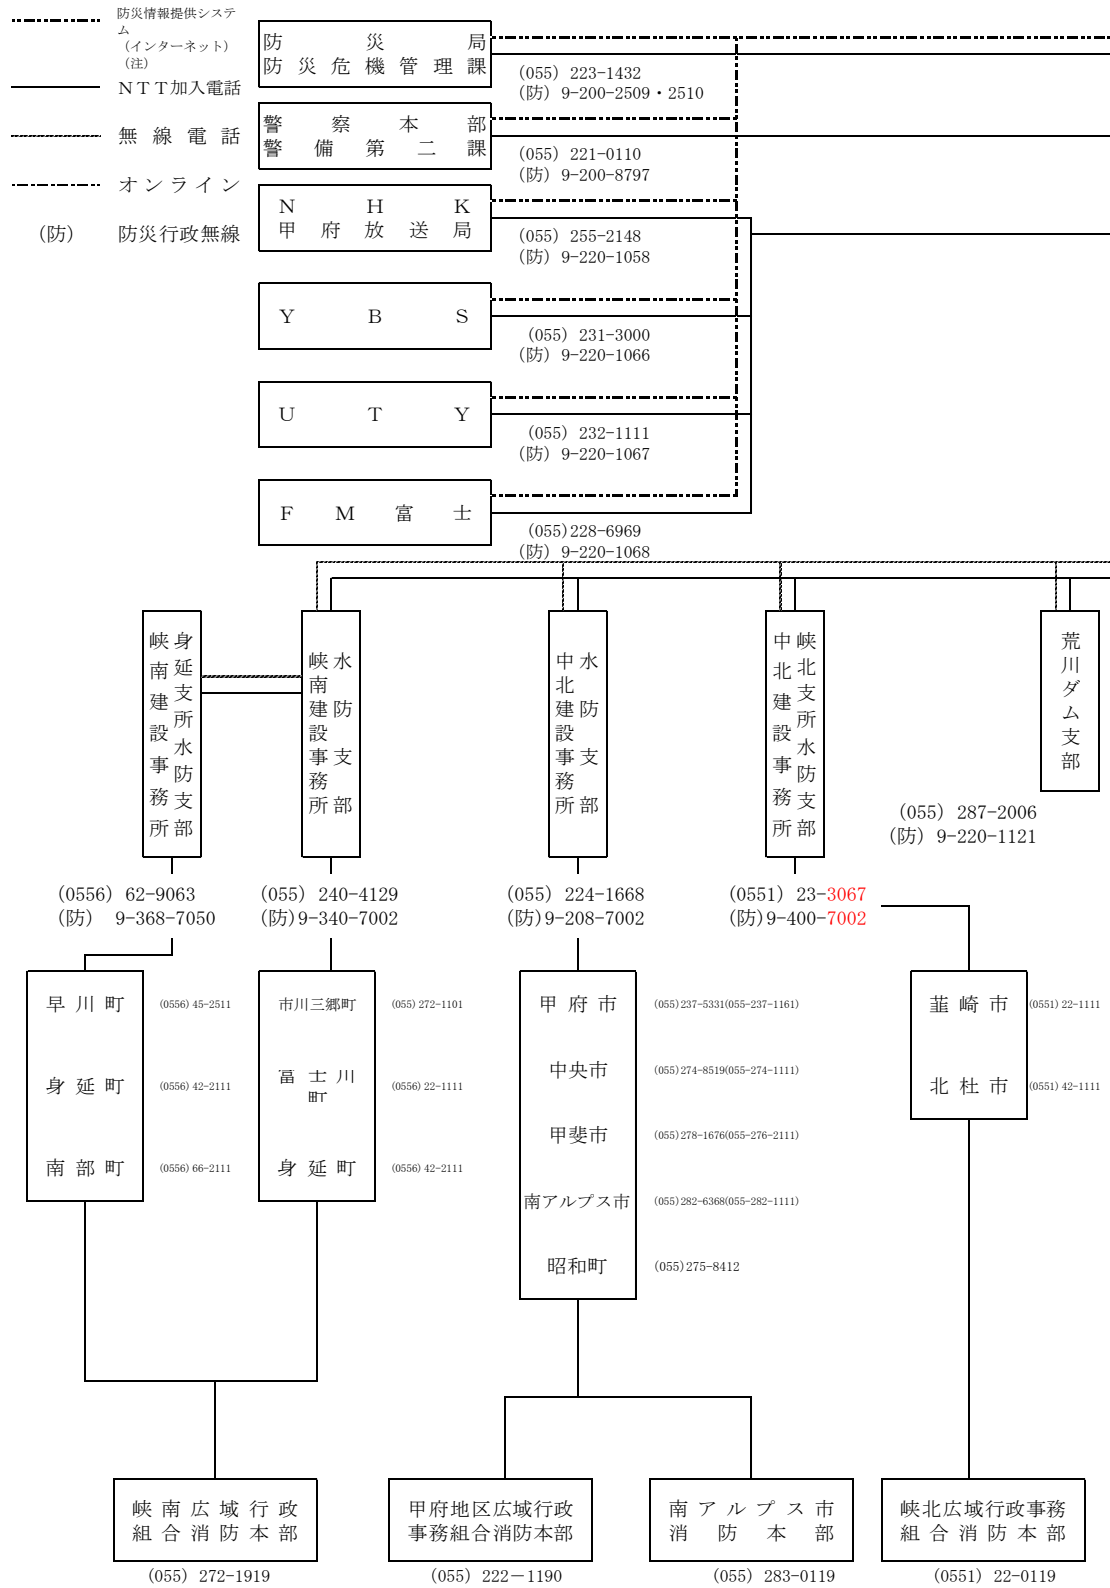 防災情報提供システ
ム
（インターネット）
（注）
ＮＴＴ加入電話
無線電話
オンライン
（防） 防災行政無線
防災局
防災危機管理課
（055）223-1432
（防）9-200-2509・2510
警察本部
警備第二課
（055）221-0110
（防）9-200-8797
ＮＨＫ
甲府放送局
（055）255-2148
（防）9-220-1058
ＹＢＳ
（055）231-3000
（防）9-220-1066
ＵＴＹ
（055）232-1111
（防）9-220-1067
ＦＭ富士
（055)228-6969
（防）9-220-1068
峡南建設事務所
身延支所水防支部
峡南建設事務所
水防支部
中北建設事務所
水防支部
中北建設事務所
峡北支所水防支部
荒川ダム支部
（055）287-2006
（防）9-220-1121
（0556）62-9063
（防） 9-368-7050
（055）240-4129
（防)9-340-7002
（055）224-1668
（防)9-208-7002
（0551）23-3067
（防)9-400-7002
早川町 (0556)45-2511
身延町 (0556)42-2111
南部町 (0556)66-2111
市川三郷町 (055)272-1101
富士川
町
(0556)22-1111
身延町 (0556)42-2111
甲府市 (055)237-5331(055-237-1161)
中央市 (055)274-8519(055-274-1111)
甲斐市 (055)278-1676(055-276-2111)
南アルプス市 (055)282-6368(055-282-1111)
昭和町 (055)275-8412
韮崎市 (0551)22-1111
北杜市 (0551)42-1111
峡南広域行政
組合消防本部
（055）272-1919
甲府地区広域行政
事務組合消防本部
（055）222－1190
南アルプス市
消防本部
（055）283-0119
峡北広域行政事務
組合消防本部
（0551）22-0119